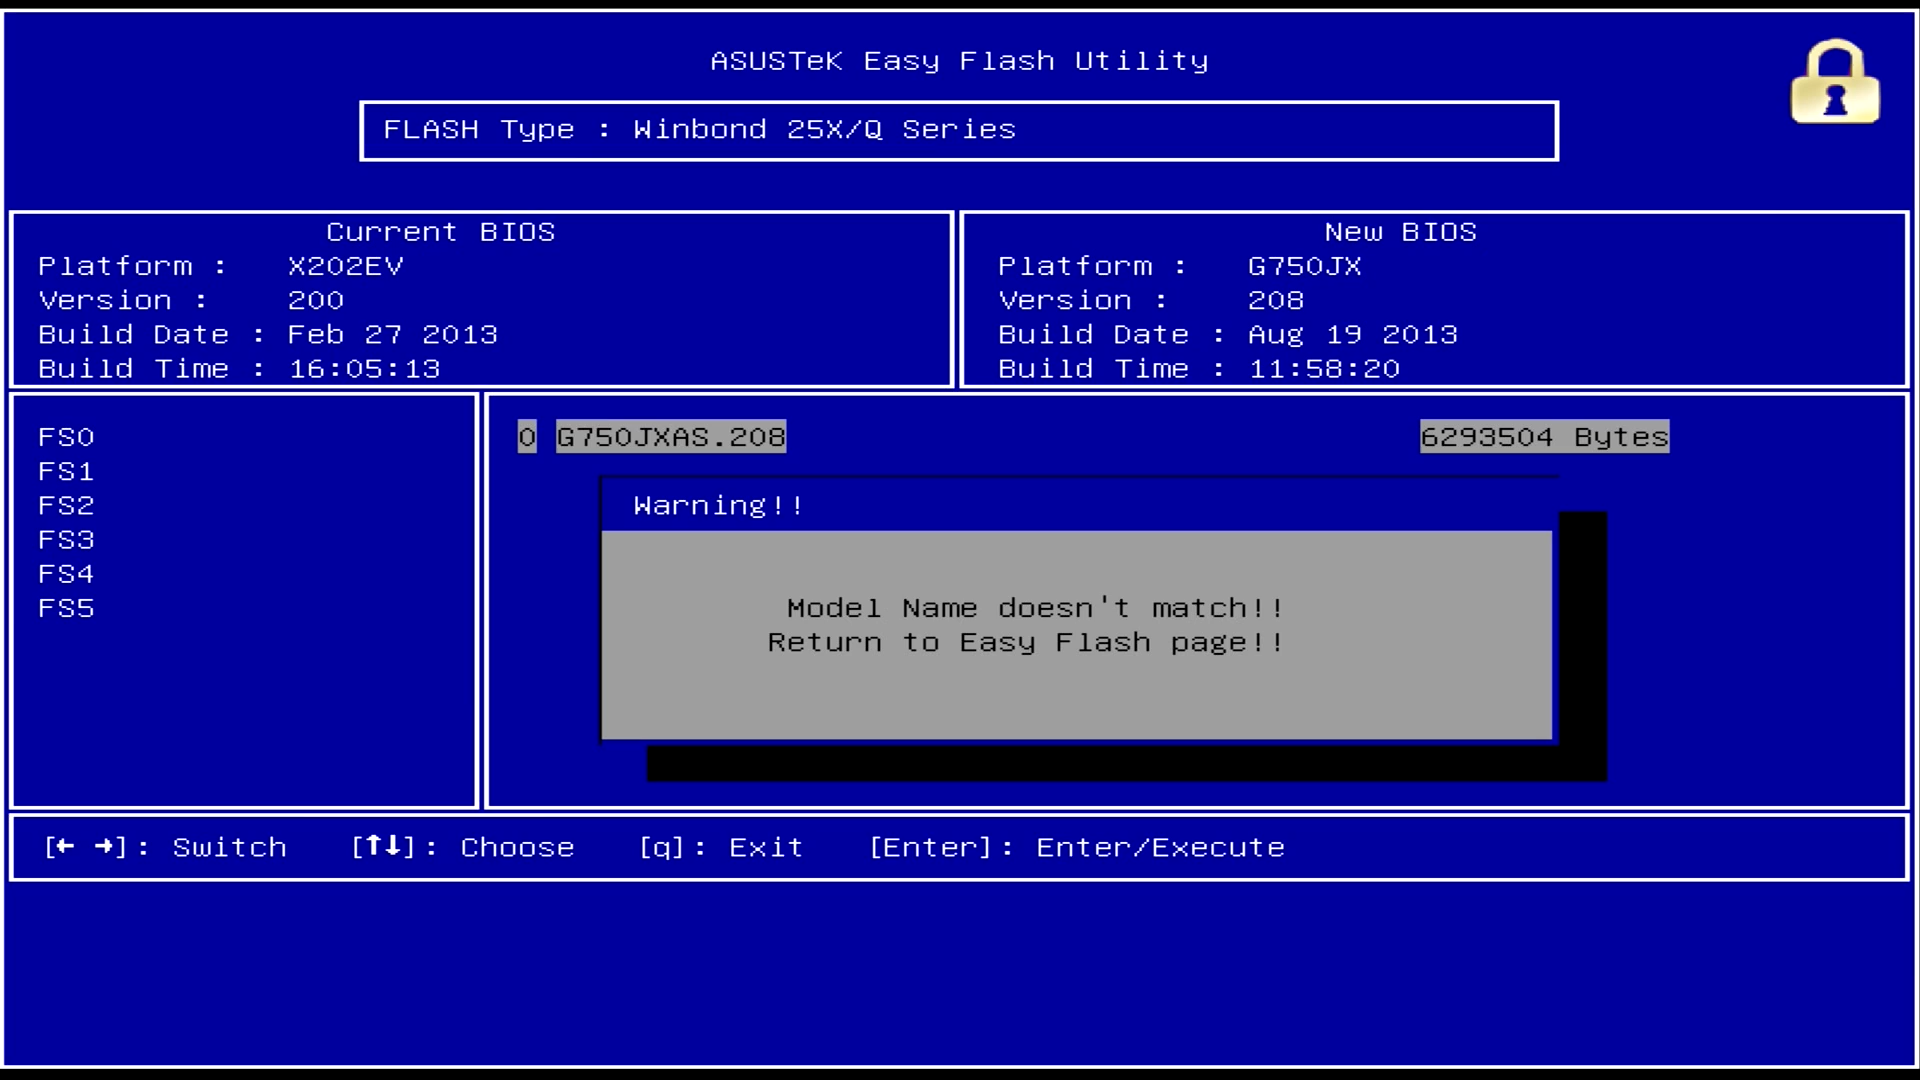 ASUSTeK Easy Flash Utility
FLASH Type : Winbond 25X/Q Series
Current BIOS
Platform : X202EV
Version : 200
Build Date : Feb 27 2013
Build Time : 16:05:13
New BIOS
Platform : G750JX
Version : 208
Build Date : Aug 19 2013
Build Time : 11:58:20
FS0
FS1
FS2
FS3
FS4
FS5
0 G750JXAS.208 6293504 Bytes
Warning!!
Model Name doesn't match!!
Return to Easy Flash page!!
[← →]: Switch [↑↓]: Choose [q]: Exit [Enter]: Enter/Execute